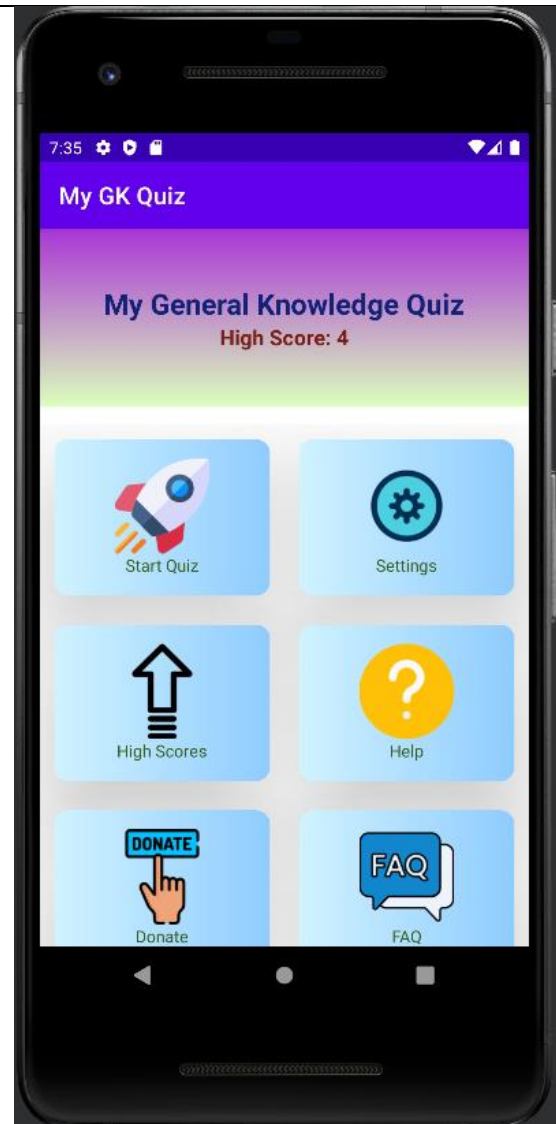 7:35
My GK Quiz
My General Knowledge Quiz
High Score: 4
Start Quiz
Settings
High Scores
?
Help
DONATE
FAQ
Donate
FAQ